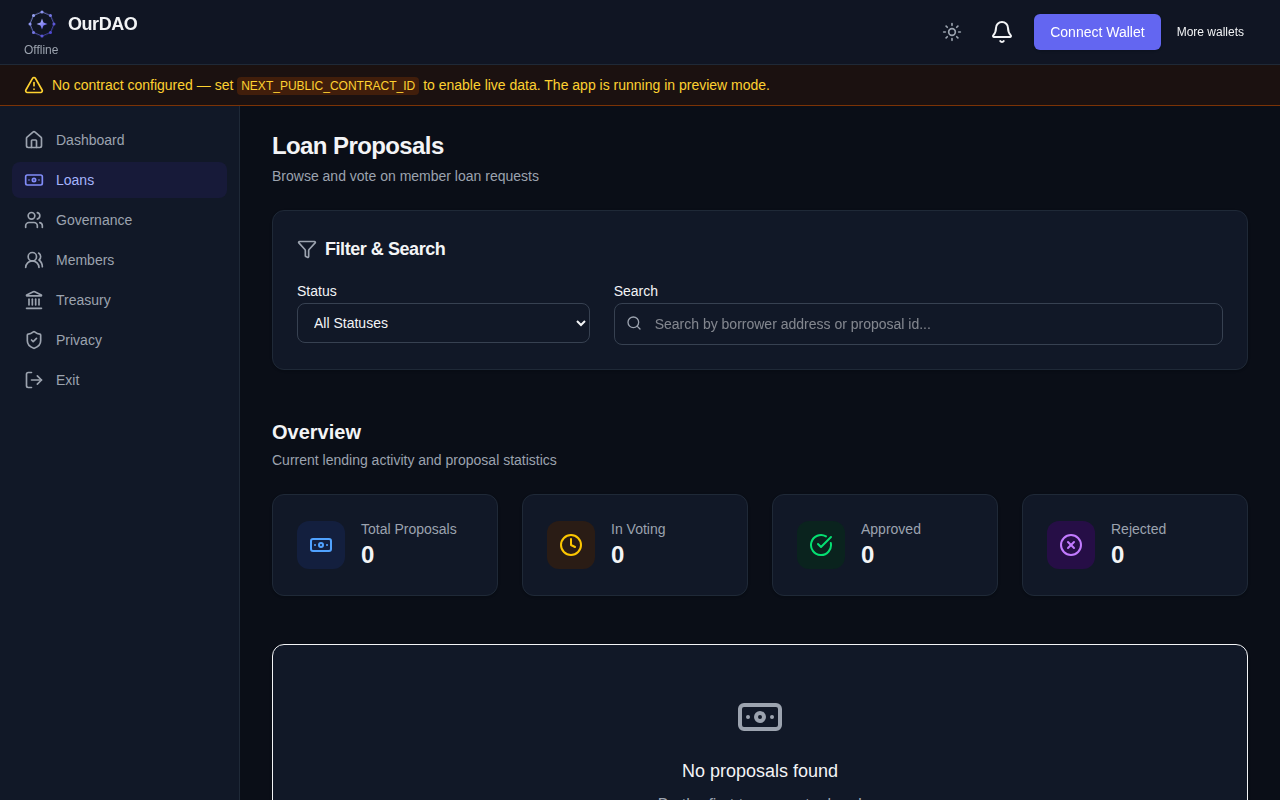 OurDAO
Offline
Connect Wallet
More wallets
No contract configured — set NEXT_PUBLIC_CONTRACT_ID to enable live data. The app is running in preview mode.
Dashboard
Loans
Governance
Members
Treasury
Privacy
Exit
Loan Proposals
Browse and vote on member loan requests
Filter & Search
Status
Search
All Statuses
Search by borrower address or proposal id...
Overview
Current lending activity and proposal statistics
Total Proposals
0
In Voting
0
Approved
0
Rejected
0
No proposals found